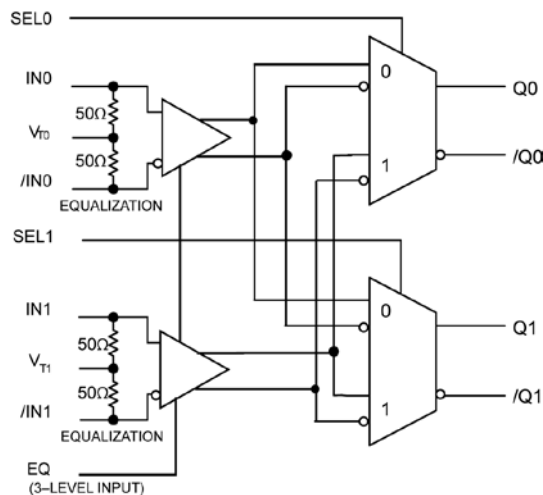 SEL0
IN0
50Ω
V_T0
50Ω
/IN0
EQUALIZATION
0
1
Q0
/Q0
SEL1
IN1
50Ω
V_T1
50Ω
/IN1
EQUALIZATION
0
1
Q1
/Q1
EQ
(3–LEVEL INPUT)